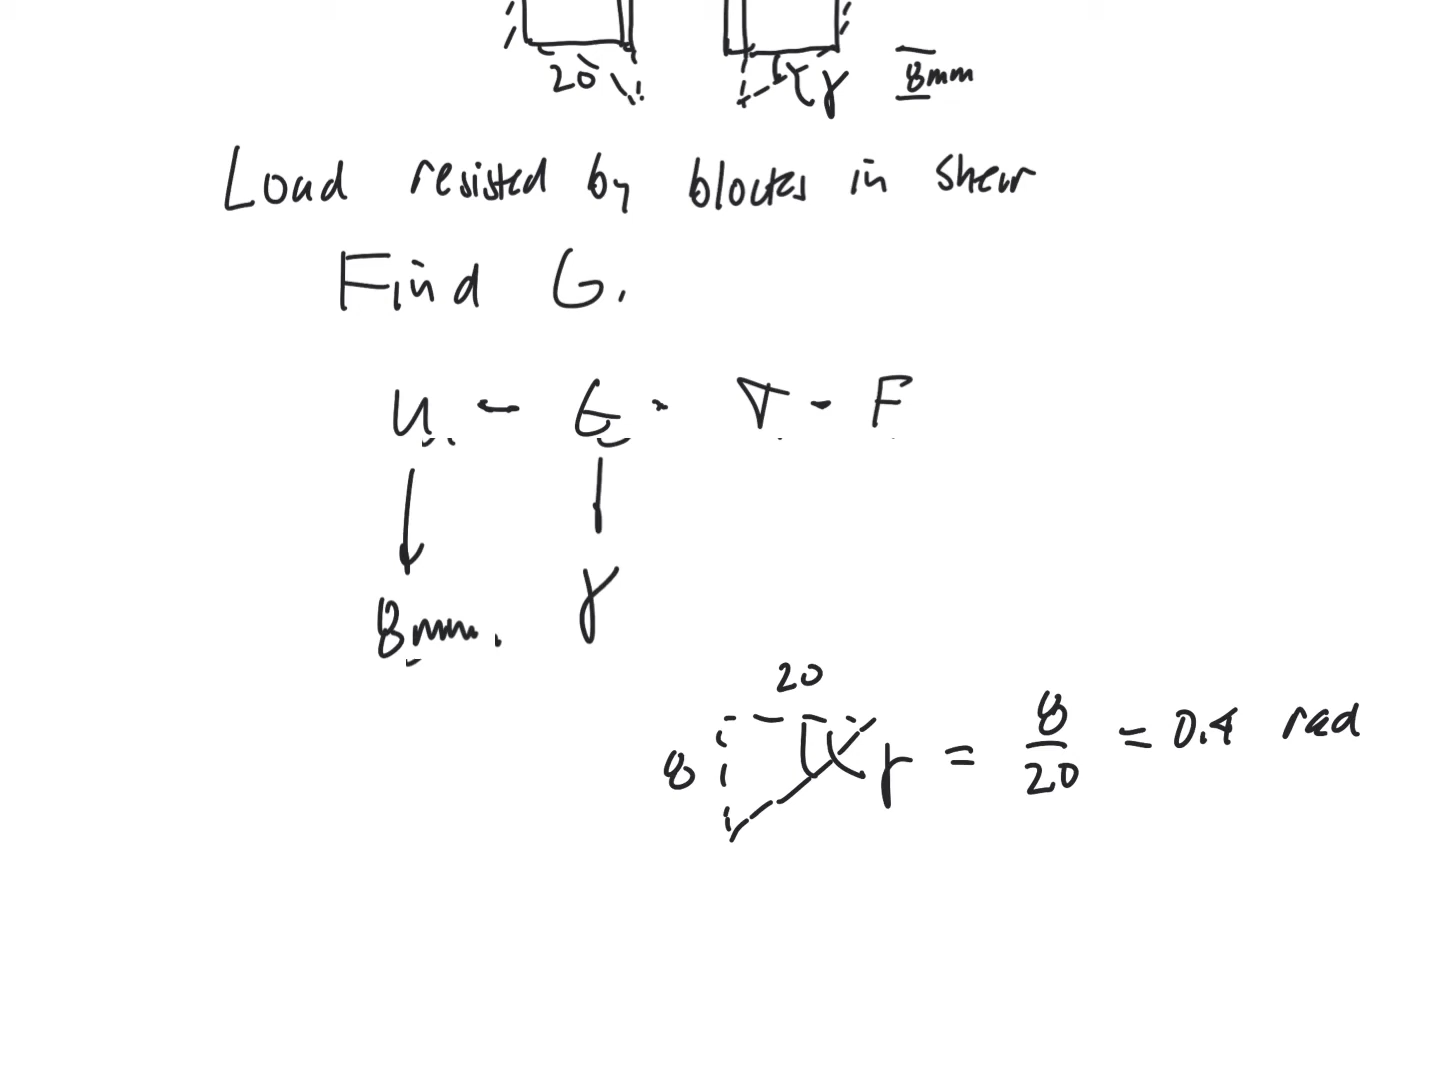 20 γ 8mm
Load resisted by blocks in shear
Find G.
u - ε - σ - F
8mm. γ
20
8 γ = 8/20 = 0.4 rad